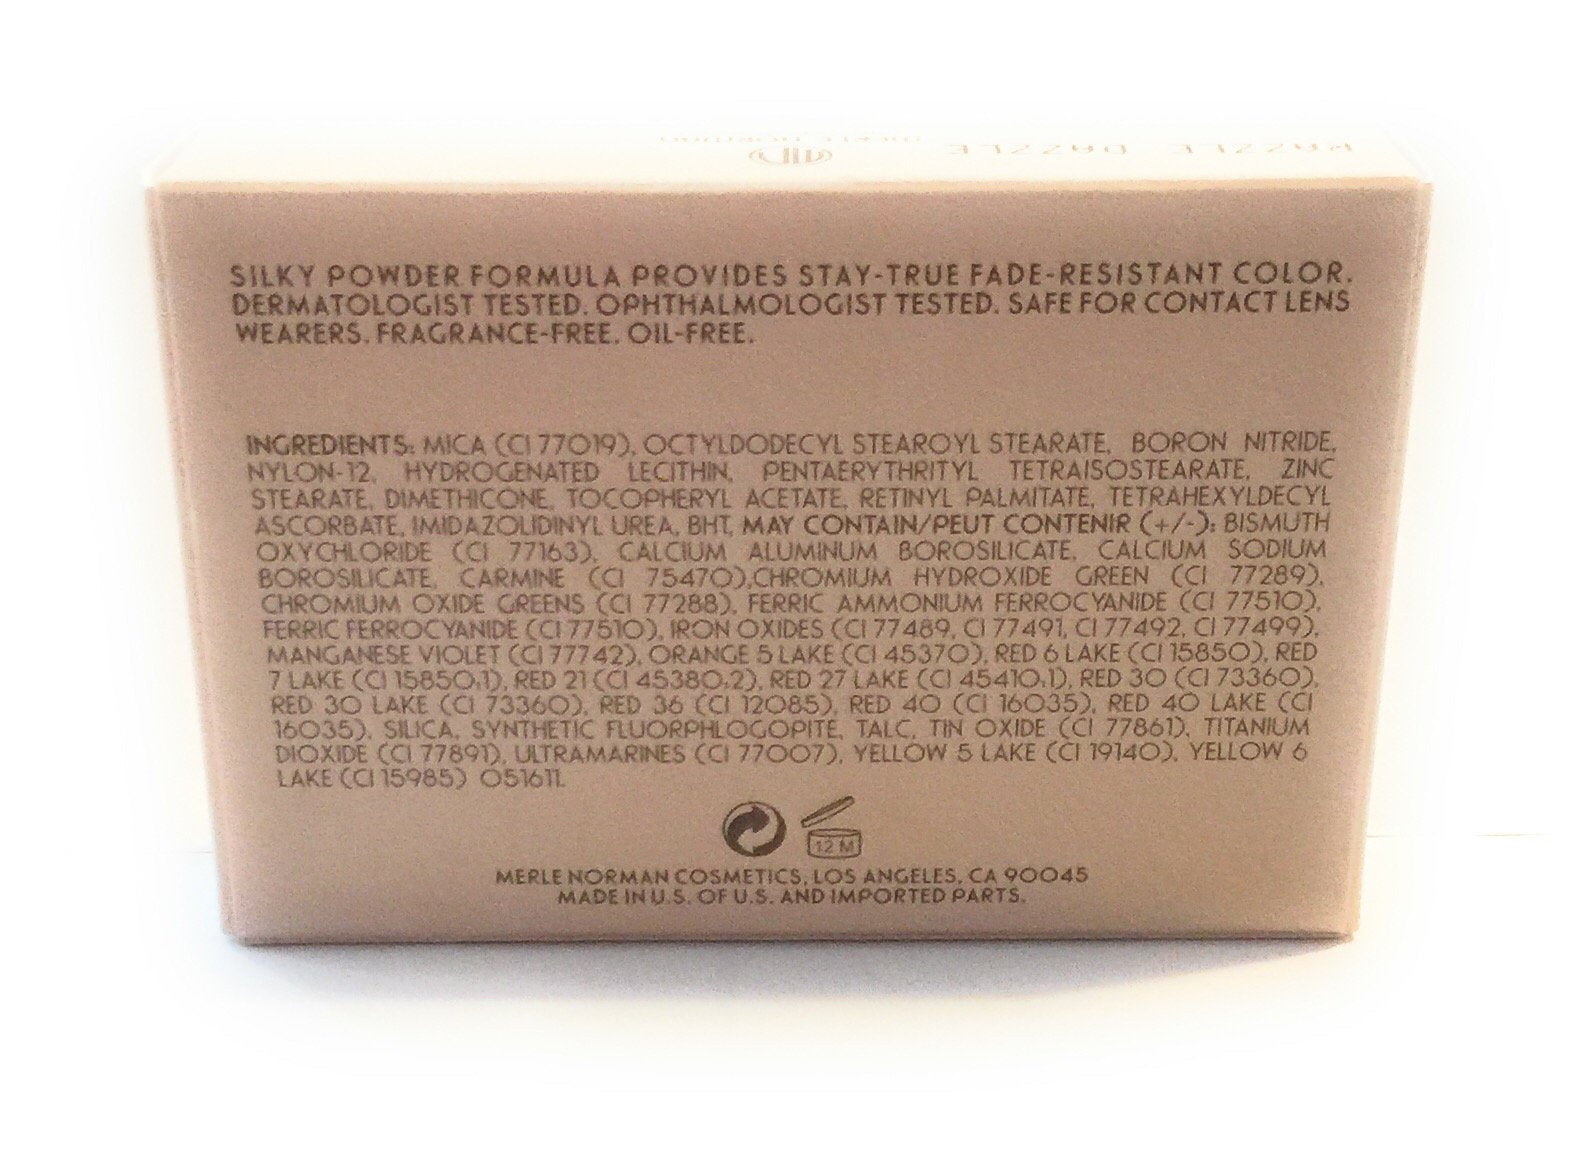 RAZZLE DAZZLE
SILKY POWDER FORMULA PROVIDES STAY-TRUE FADE-RESISTANT COLOR.
DERMATOLOGIST TESTED. OPHTHALMOLOGIST TESTED. SAFE FOR CONTACT LENS
WEARERS. FRAGRANCE-FREE. OIL-FREE.
INGREDIENTS: MICA (CI 77019), OCTYLDODECYL STEAROYL STEARATE, BORON NITRIDE,
NYLON-12, HYDROGENATED LECITHIN, PENTAERYTHRITYL TETRAISOSTEARATE, ZINC
STEARATE, DIMETHICONE, TOCOPHERYL ACETATE, RETINYL PALMITATE, TETRAHEXYLDECYL
ASCORBATE, IMIDAZOLIDINYL UREA, BHT, MAY CONTAIN/PEUT CONTENIR (+/-): BISMUTH
OXYCHLORIDE (CI 77163), CALCIUM ALUMINUM BOROSILICATE, CALCIUM SODIUM
BOROSILICATE, CARMINE (CI 75470),CHROMIUM HYDROXIDE GREEN (CI 77289),
CHROMIUM OXIDE GREENS (CI 77288), FERRIC AMMONIUM FERROCYANIDE (CI 77510),
FERRIC FERROCYANIDE (CI 77510), IRON OXIDES (CI 77489, CI 77491, CI 77492, CI 77499),
MANGANESE VIOLET (CI 77742), ORANGE 5 LAKE (CI 45370), RED 6 LAKE (CI 15850), RED
7 LAKE (CI 15850:1), RED 21 (CI 45380:2), RED 27 LAKE (CI 45410:1), RED 30 (CI 73360),
RED 30 LAKE (CI 73360), RED 36 (CI 12085), RED 40 (CI 16035), RED 40 LAKE (CI
16035), SILICA, SYNTHETIC FLUORPHLOGOPITE, TALC, TIN OXIDE (CI 77861), TITANIUM
DIOXIDE (CI 77891), ULTRAMARINES (CI 77007), YELLOW 5 LAKE (CI 19140), YELLOW 6
LAKE (CI 15985) 051611.
12 M
MERLE NORMAN COSMETICS, LOS ANGELES, CA 90045
MADE IN U.S. OF U.S. AND IMPORTED PARTS.